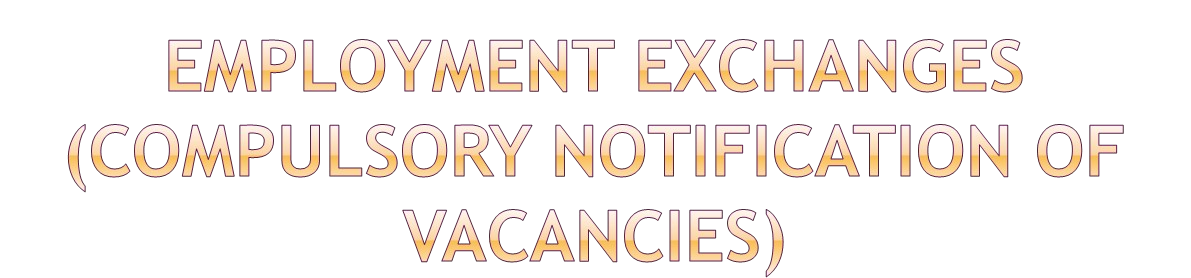 EMPLOYMENT EXCHANGES
(COMPULSORY NOTIFICATION OF
VACANCIES)